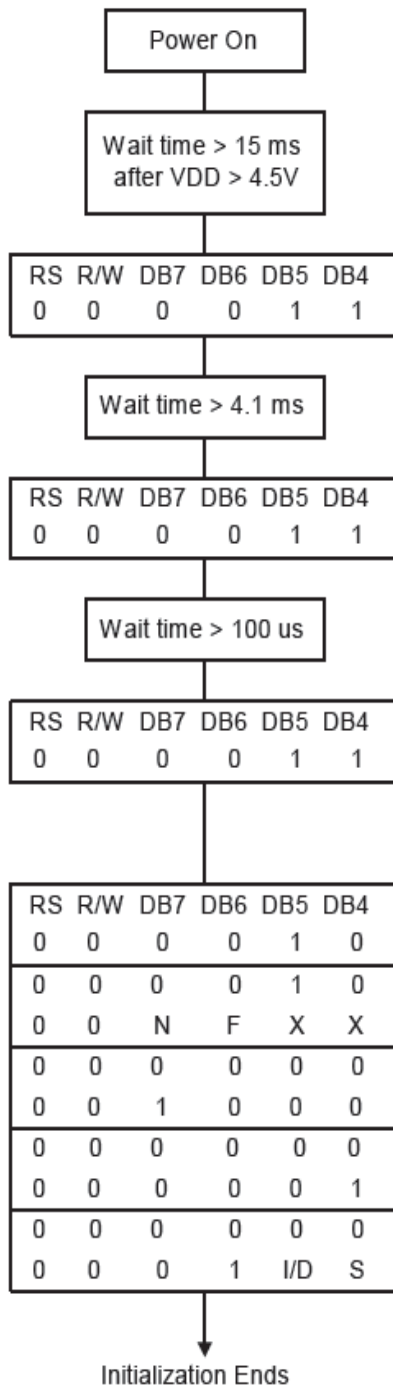 Power On
Wait time > 15 ms
after VDD > 4.5V
RS R/W DB7 DB6 DB5 DB4
0 0 0 0 1 1
Wait time > 4.1 ms
RS R/W DB7 DB6 DB5 DB4
0 0 0 0 1 1
Wait time > 100 us
RS R/W DB7 DB6 DB5 DB4
0 0 0 0 1 1
RS R/W DB7 DB6 DB5 DB4
0 0 0 0 1 0
0 0 0 0 1 0
0 0 N F X X
0 0 0 0 0 0
0 0 1 0 0 0
0 0 0 0 0 0
0 0 0 0 0 1
0 0 0 0 0 0
0 0 0 1 I/D S
Initialization Ends